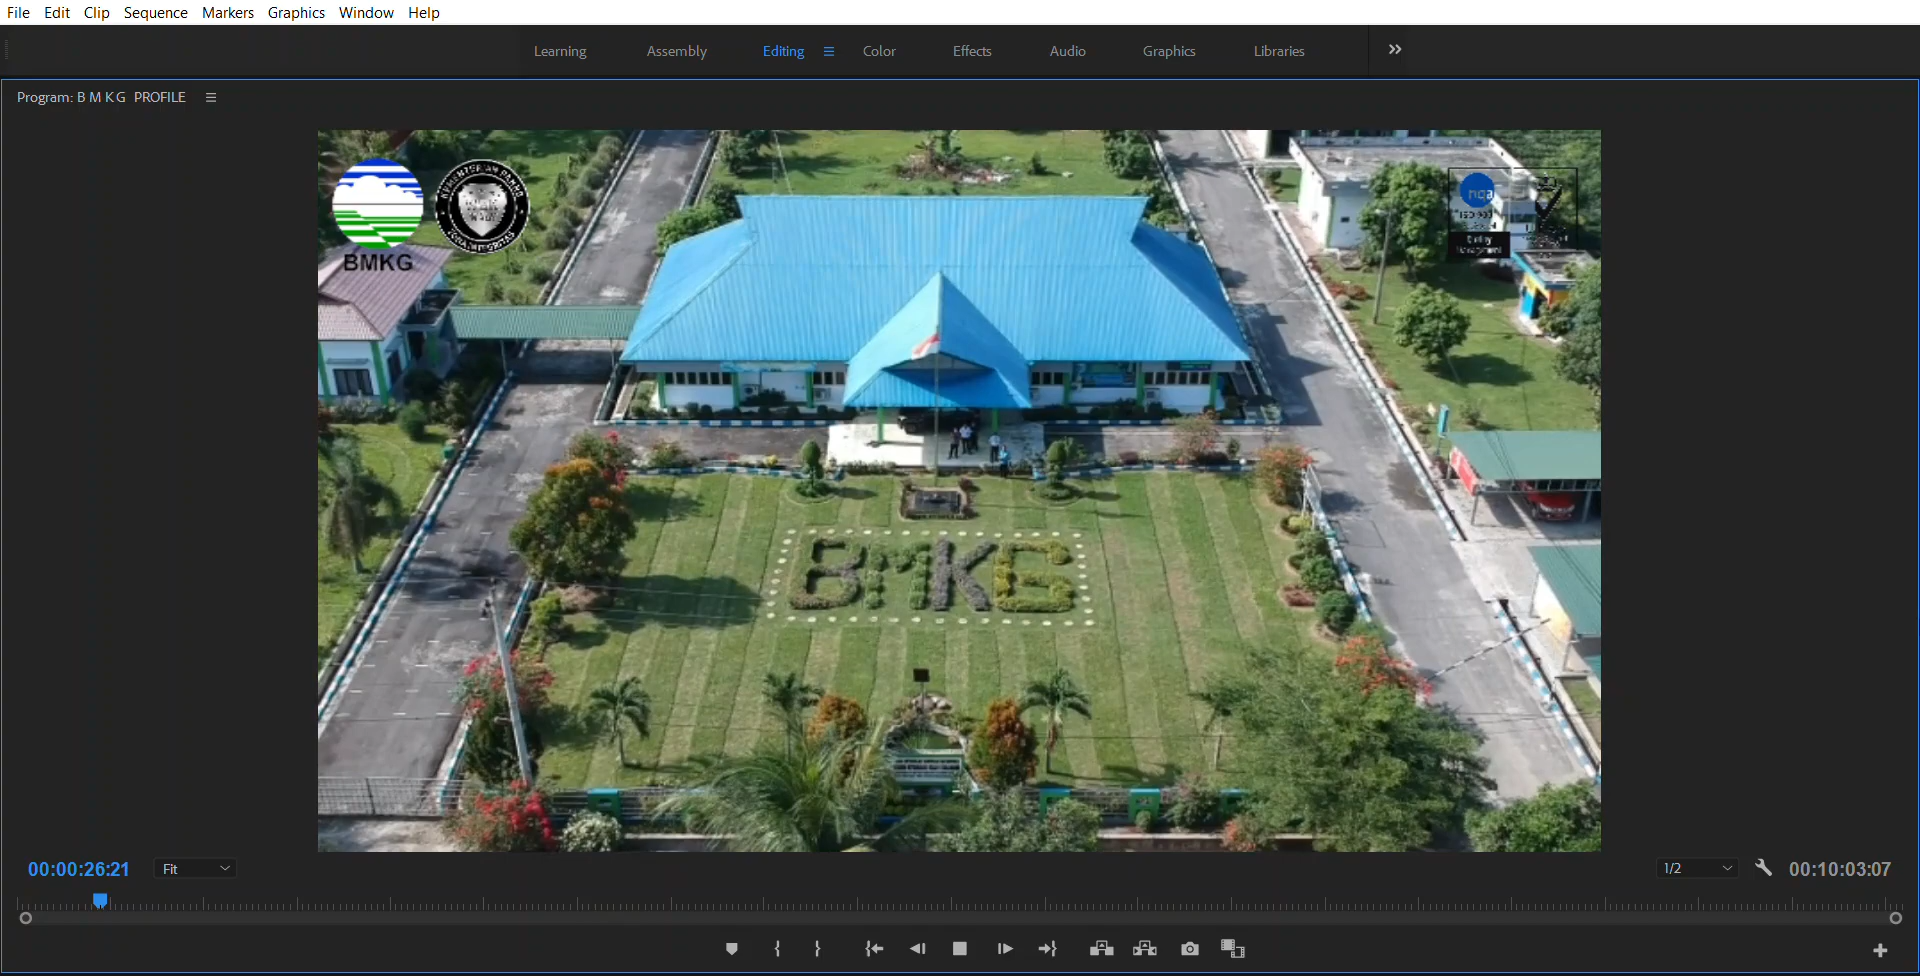 File Edit Clip Sequence Markers Graphics Window Help
Learning Assembly Editing Color Effects Audio Graphics Libraries
Program: B M K G PROFILE
BMKG
nqa
BMKG
00:00:26:21 Fit 1/2 00:10:03:07